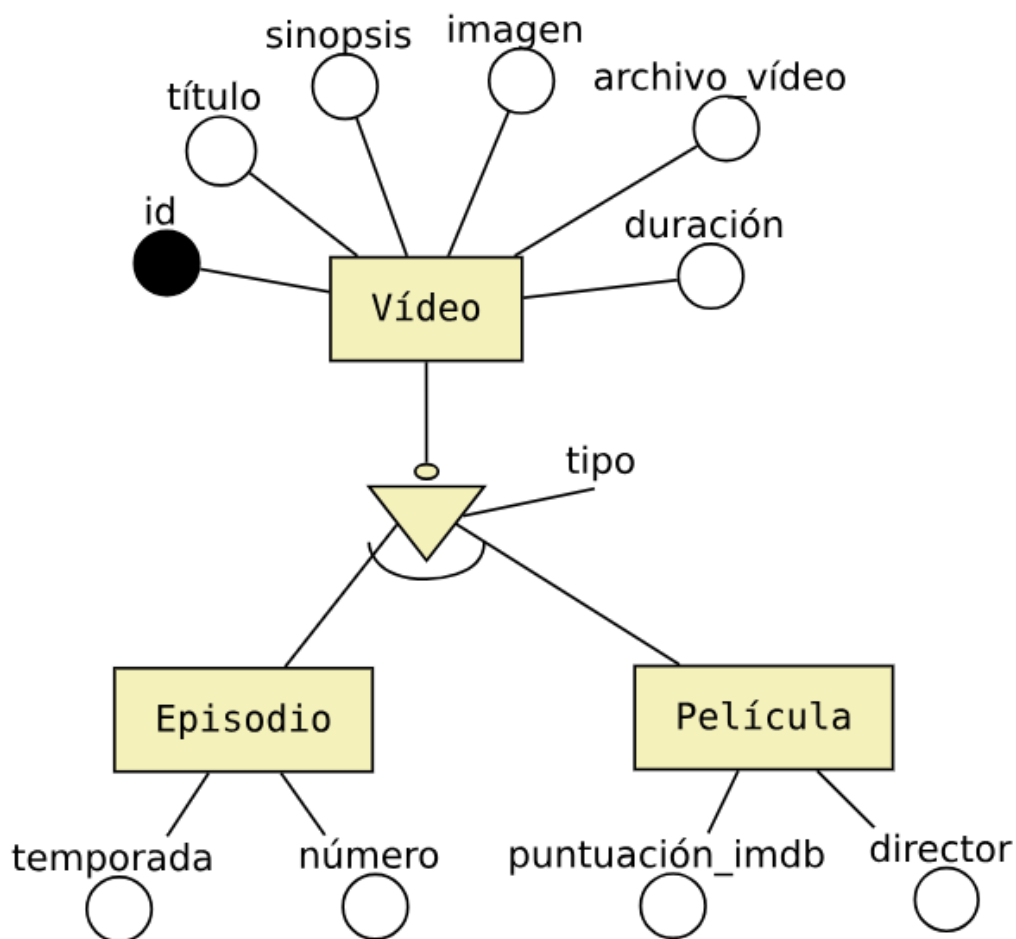 sinopsis
imagen
archivo_vídeo
título
id
duración
Vídeo
tipo
Episodio
Película
temporada
número
puntuación_imdb
director